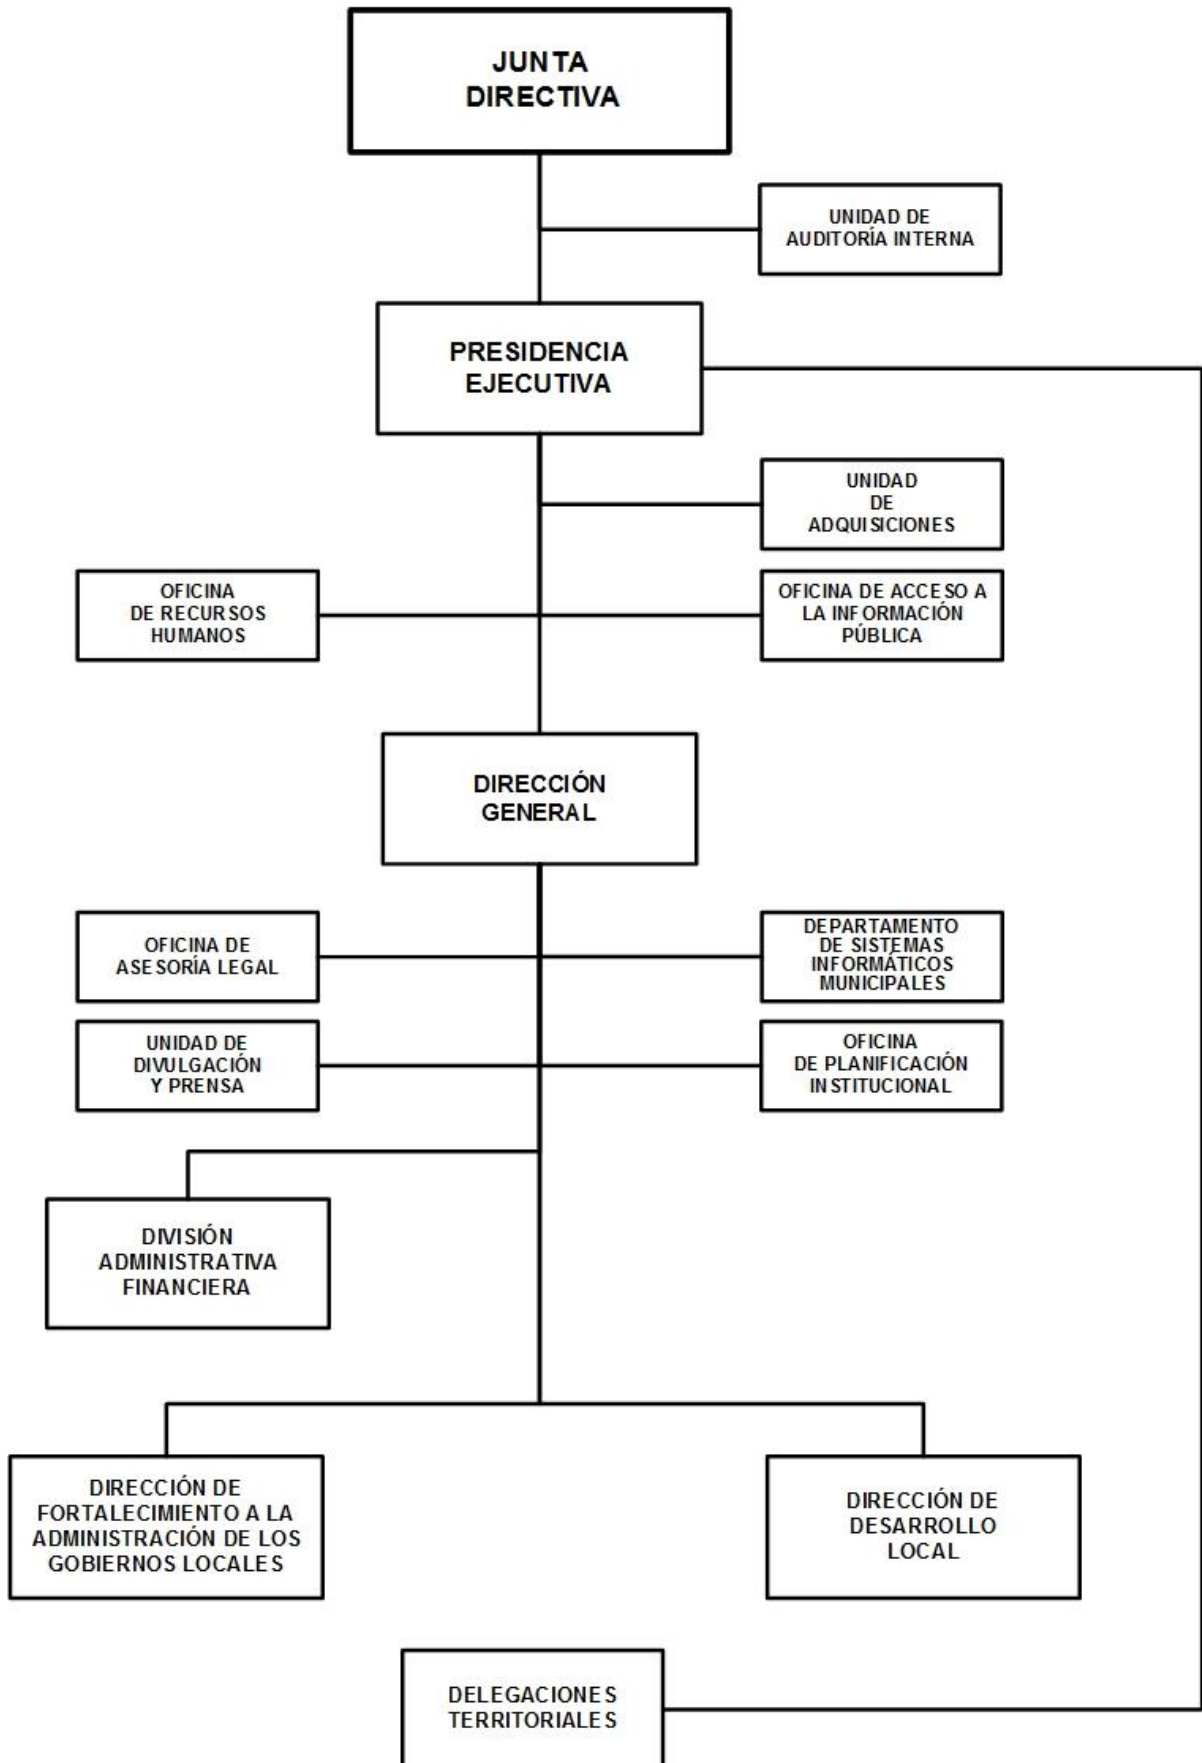 JUNTA
DIRECTIVA
UNIDAD DE
AUDITORÍA INTERNA
PRESIDENCIA
EJECUTIVA
UNIDAD
DE
ADQUISICIONES
OFICINA
DE RECURSOS
HUMANOS
OFICINA DE ACCESO A
LA INFORMACIÓN
PÚBLICA
DIRECCIÓN
GENERAL
OFICINA DE
ASESORÍA LEGAL
DEPARTAMENTO
DE SISTEMAS
INFORMÁTICOS
MUNICIPALES
UNIDAD DE
DIVULGACIÓN
Y PRENSA
OFICINA
DE PLANIFICACIÓN
INSTITUCIONAL
DIVISIÓN
ADMINISTRATIVA
FINANCIERA
DIRECCIÓN DE
FORTALECIMIENTO A LA
ADMINISTRACIÓN DE LOS
GOBIERNOS LOCALES
DIRECCIÓN DE
DESARROLLO
LOCAL
DELEGACIONES
TERRITORIALES